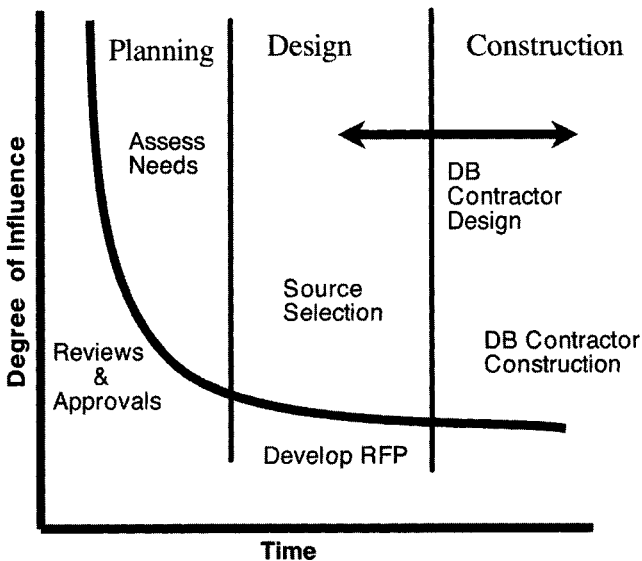 Planning
Design
Construction
Assess
Needs
DB
Contractor
Design
Source
Selection
DB Contractor
Construction
Reviews
&
Approvals
Develop RFP
Degree of Influence
Time